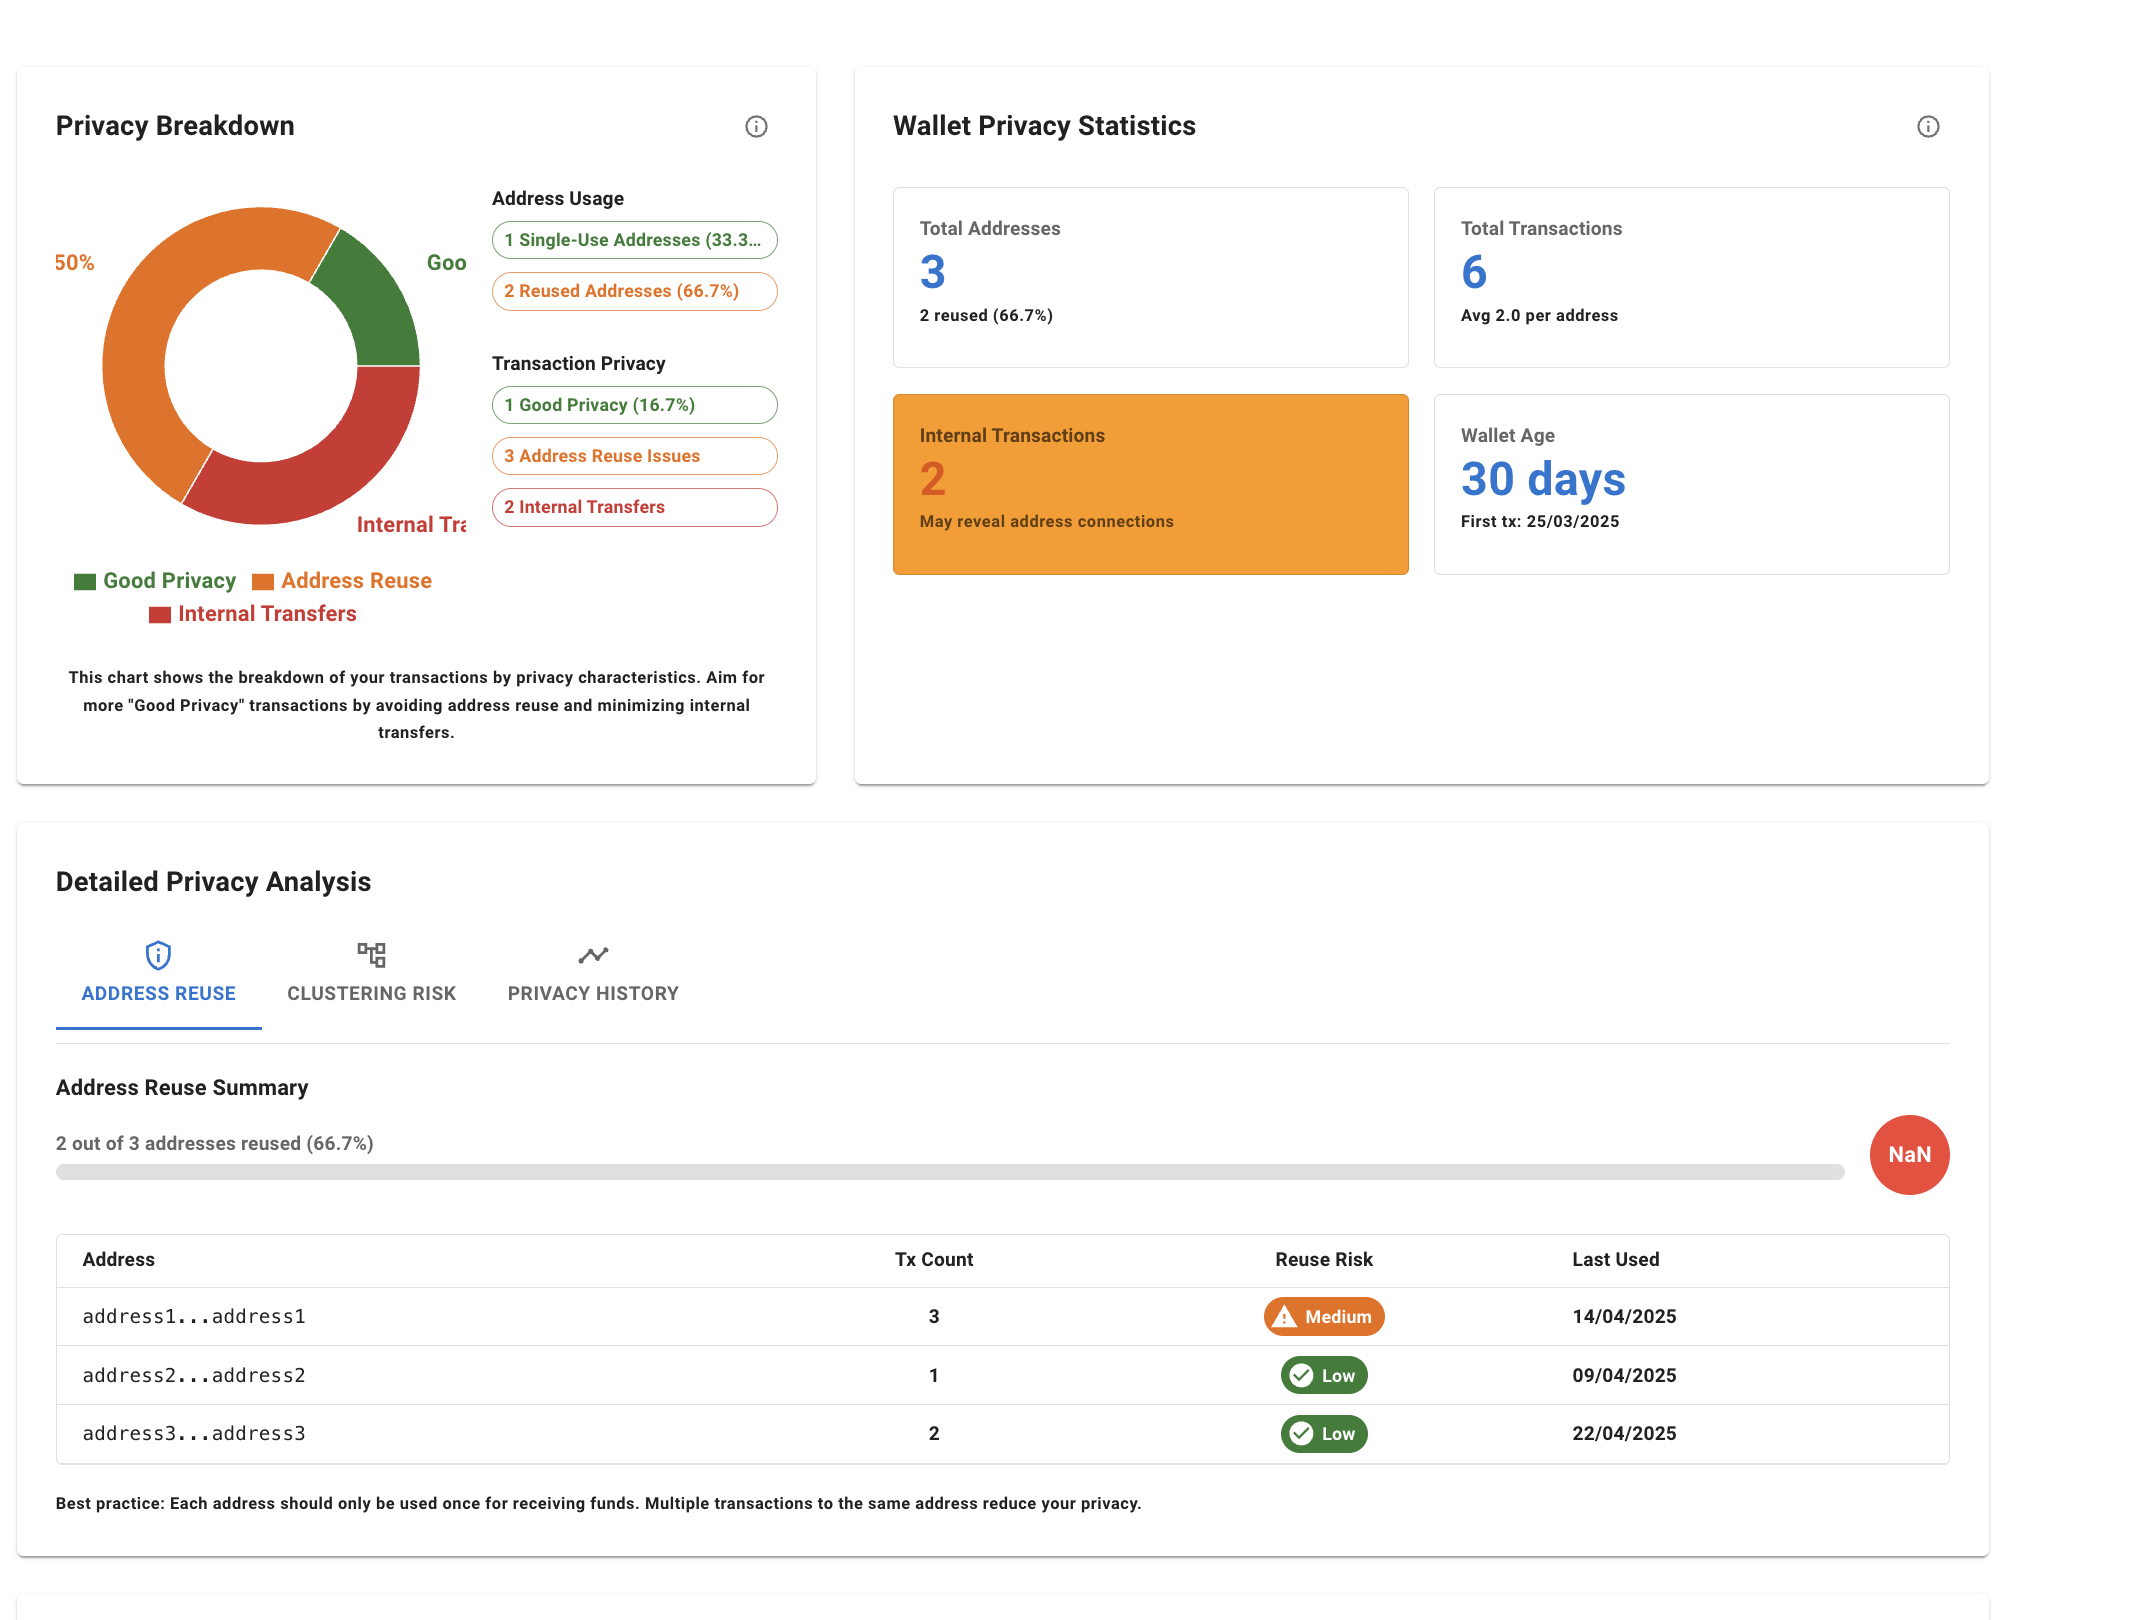 Privacy Breakdown
50%
Goo
Internal Tra
Good Privacy
Address Reuse
Internal Transfers
Address Usage
1 Single-Use Addresses (33.3...
2 Reused Addresses (66.7%)
Transaction Privacy
1 Good Privacy (16.7%)
3 Address Reuse Issues
2 Internal Transfers
This chart shows the breakdown of your transactions by privacy characteristics. Aim for
more "Good Privacy" transactions by avoiding address reuse and minimizing internal
transfers.
Wallet Privacy Statistics
Total Addresses
3
2 reused (66.7%)
Total Transactions
6
Avg 2.0 per address
Internal Transactions
2
May reveal address connections
Wallet Age
30 days
First tx: 25/03/2025
Detailed Privacy Analysis
ADDRESS REUSE
CLUSTERING RISK
PRIVACY HISTORY
Address Reuse Summary
2 out of 3 addresses reused (66.7%)
NaN
Address Tx Count Reuse Risk Last Used
address1...address1 3 Medium 14/04/2025
address2...address2 1 Low 09/04/2025
address3...address3 2 Low 22/04/2025
Best practice: Each address should only be used once for receiving funds. Multiple transactions to the same address reduce your privacy.